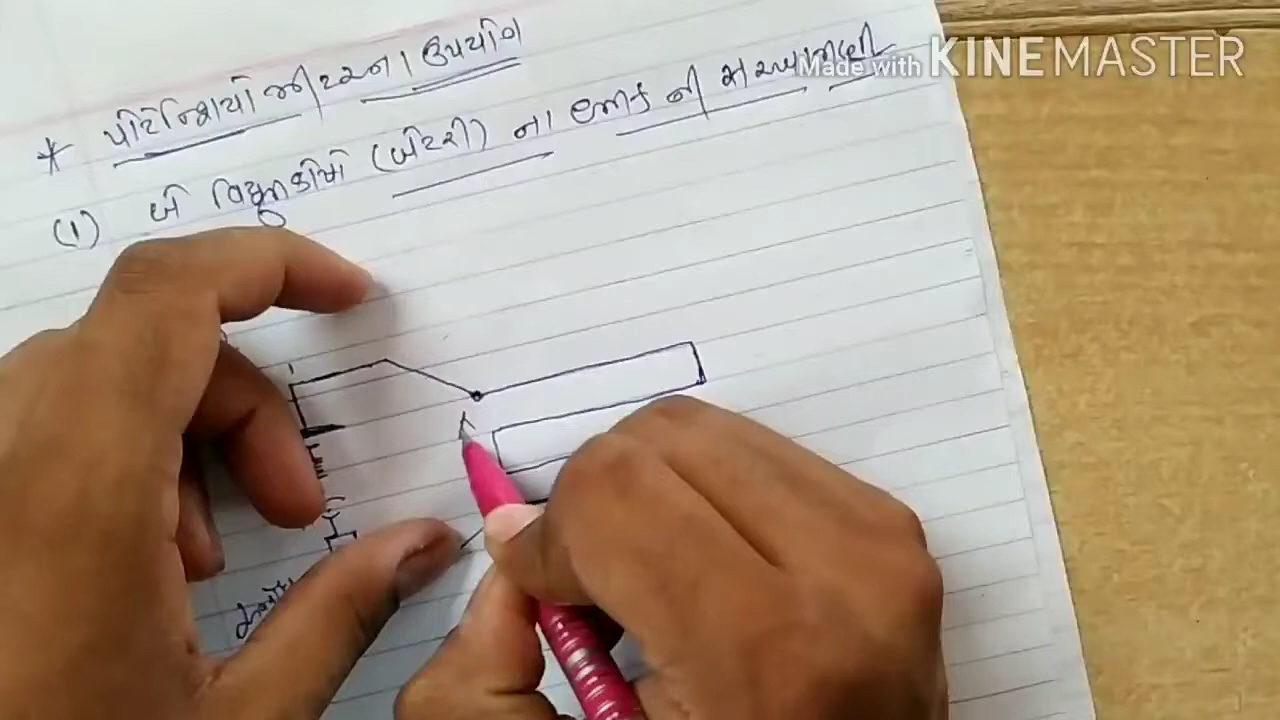 * પોટેન્શિયોમીટરના ઉપયોગ
(1) બે વિદ્યુતકોષો (બેટરી) ના emf ની સરખામણી
Made with KINEMASTER